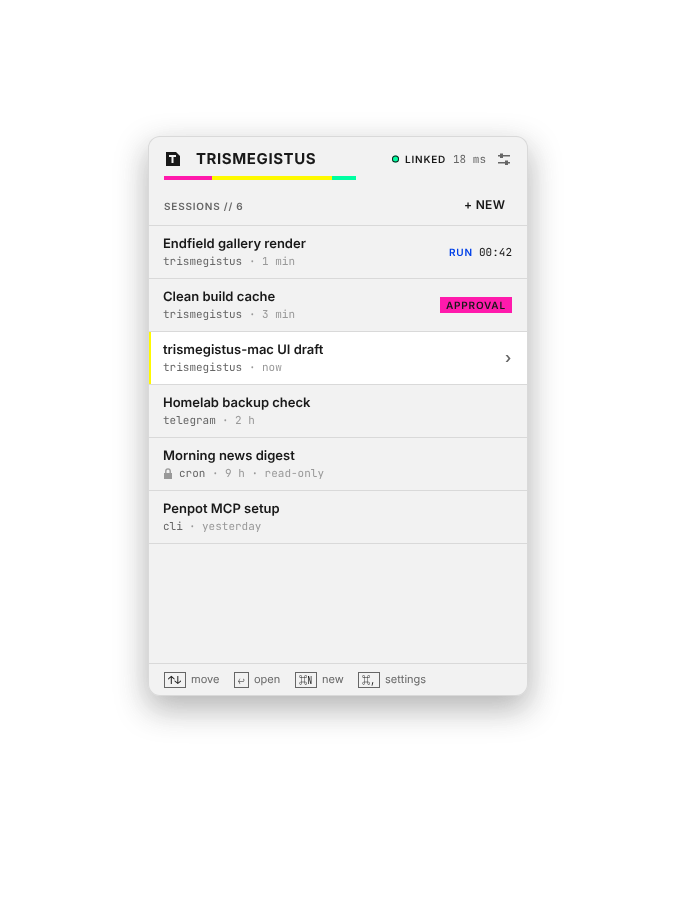 T TRISMEGISTUS LINKED 18 ms
SESSIONS // 6 + NEW
Endfield gallery render
trismegistus · 1 min RUN 00:42
Clean build cache
trismegistus · 3 min APPROVAL
trismegistus-mac UI draft
trismegistus · now ›
Homelab backup check
telegram · 2 h
Morning news digest
cron · 9 h · read-only
Penpot MCP setup
cli · yesterday
↑↓ move ↩ open ⌘N new ⌘, settings